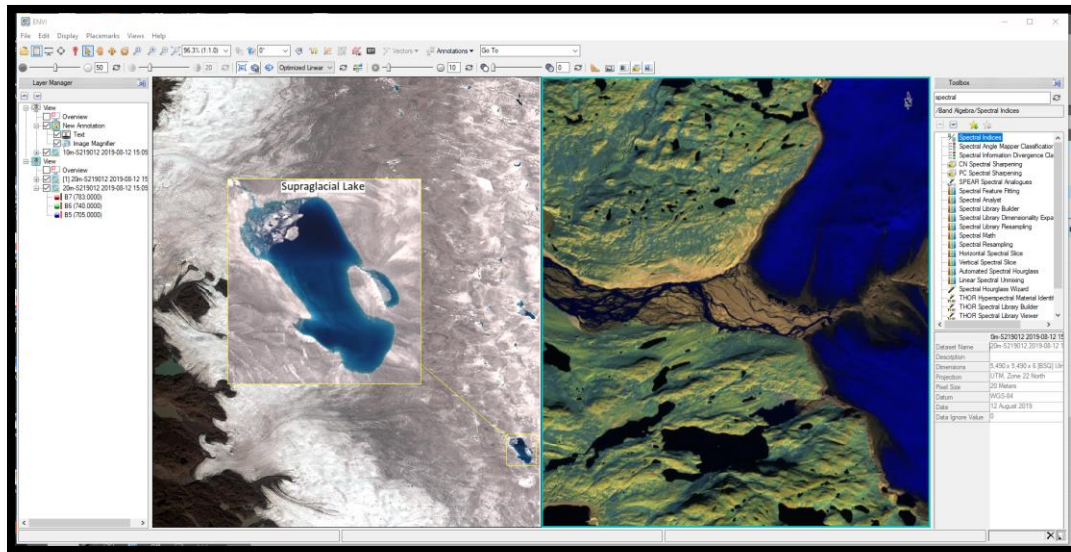 ENVI
File Edit Display Placemarks Views Help
96.3% (1:1.0) 0° Vectors Annotations Go To
50 20 Optimized Linear 10 0
Layer Manager
View
Overview
New Annotation
Text
Image Magnifier
10m-S219012 2019-08-12 15:05
View
Overview
[1] 20m-S219012 2019-08-12
20m-S219012 2019-08-12 15:05
B7 (783.0000)
B6 (740.0000)
B5 (705.0000)
Supraglacial Lake
Toolbox
spectral
/Band Algebra/Spectral Indices
Spectral Indices
Spectral Angle Mapper Classification
Spectral Information Divergence Cla
CN Spectral Sharpening
PC Spectral Sharpening
SPEAR Spectral Analogues
Spectral Feature Fitting
Spectral Analyst
Spectral Library Builder
Spectral Library Dimensionality Expa
Spectral Library Resampling
Spectral Math
Spectral Resampling
Horizontal Spectral Slice
Vertical Spectral Slice
Automated Spectral Hourglass
Linear Spectral Unmixing
Spectral Hourglass Wizard
THOR Hyperspectral Material Identif
THOR Spectral Library Builder
THOR Spectral Library Viewer
0m-S219012 2019-08-12 15
Dataset Name 20m-S219012 2019-08-12 1
Description
Dimensions 5,490 x 5,490 x 6 [BSQ]
Projection UTM, Zone 22 North
Pixel Size 20 Meters
Datum WGS-84
Date 12 August 2019
Data Ignore Value 0